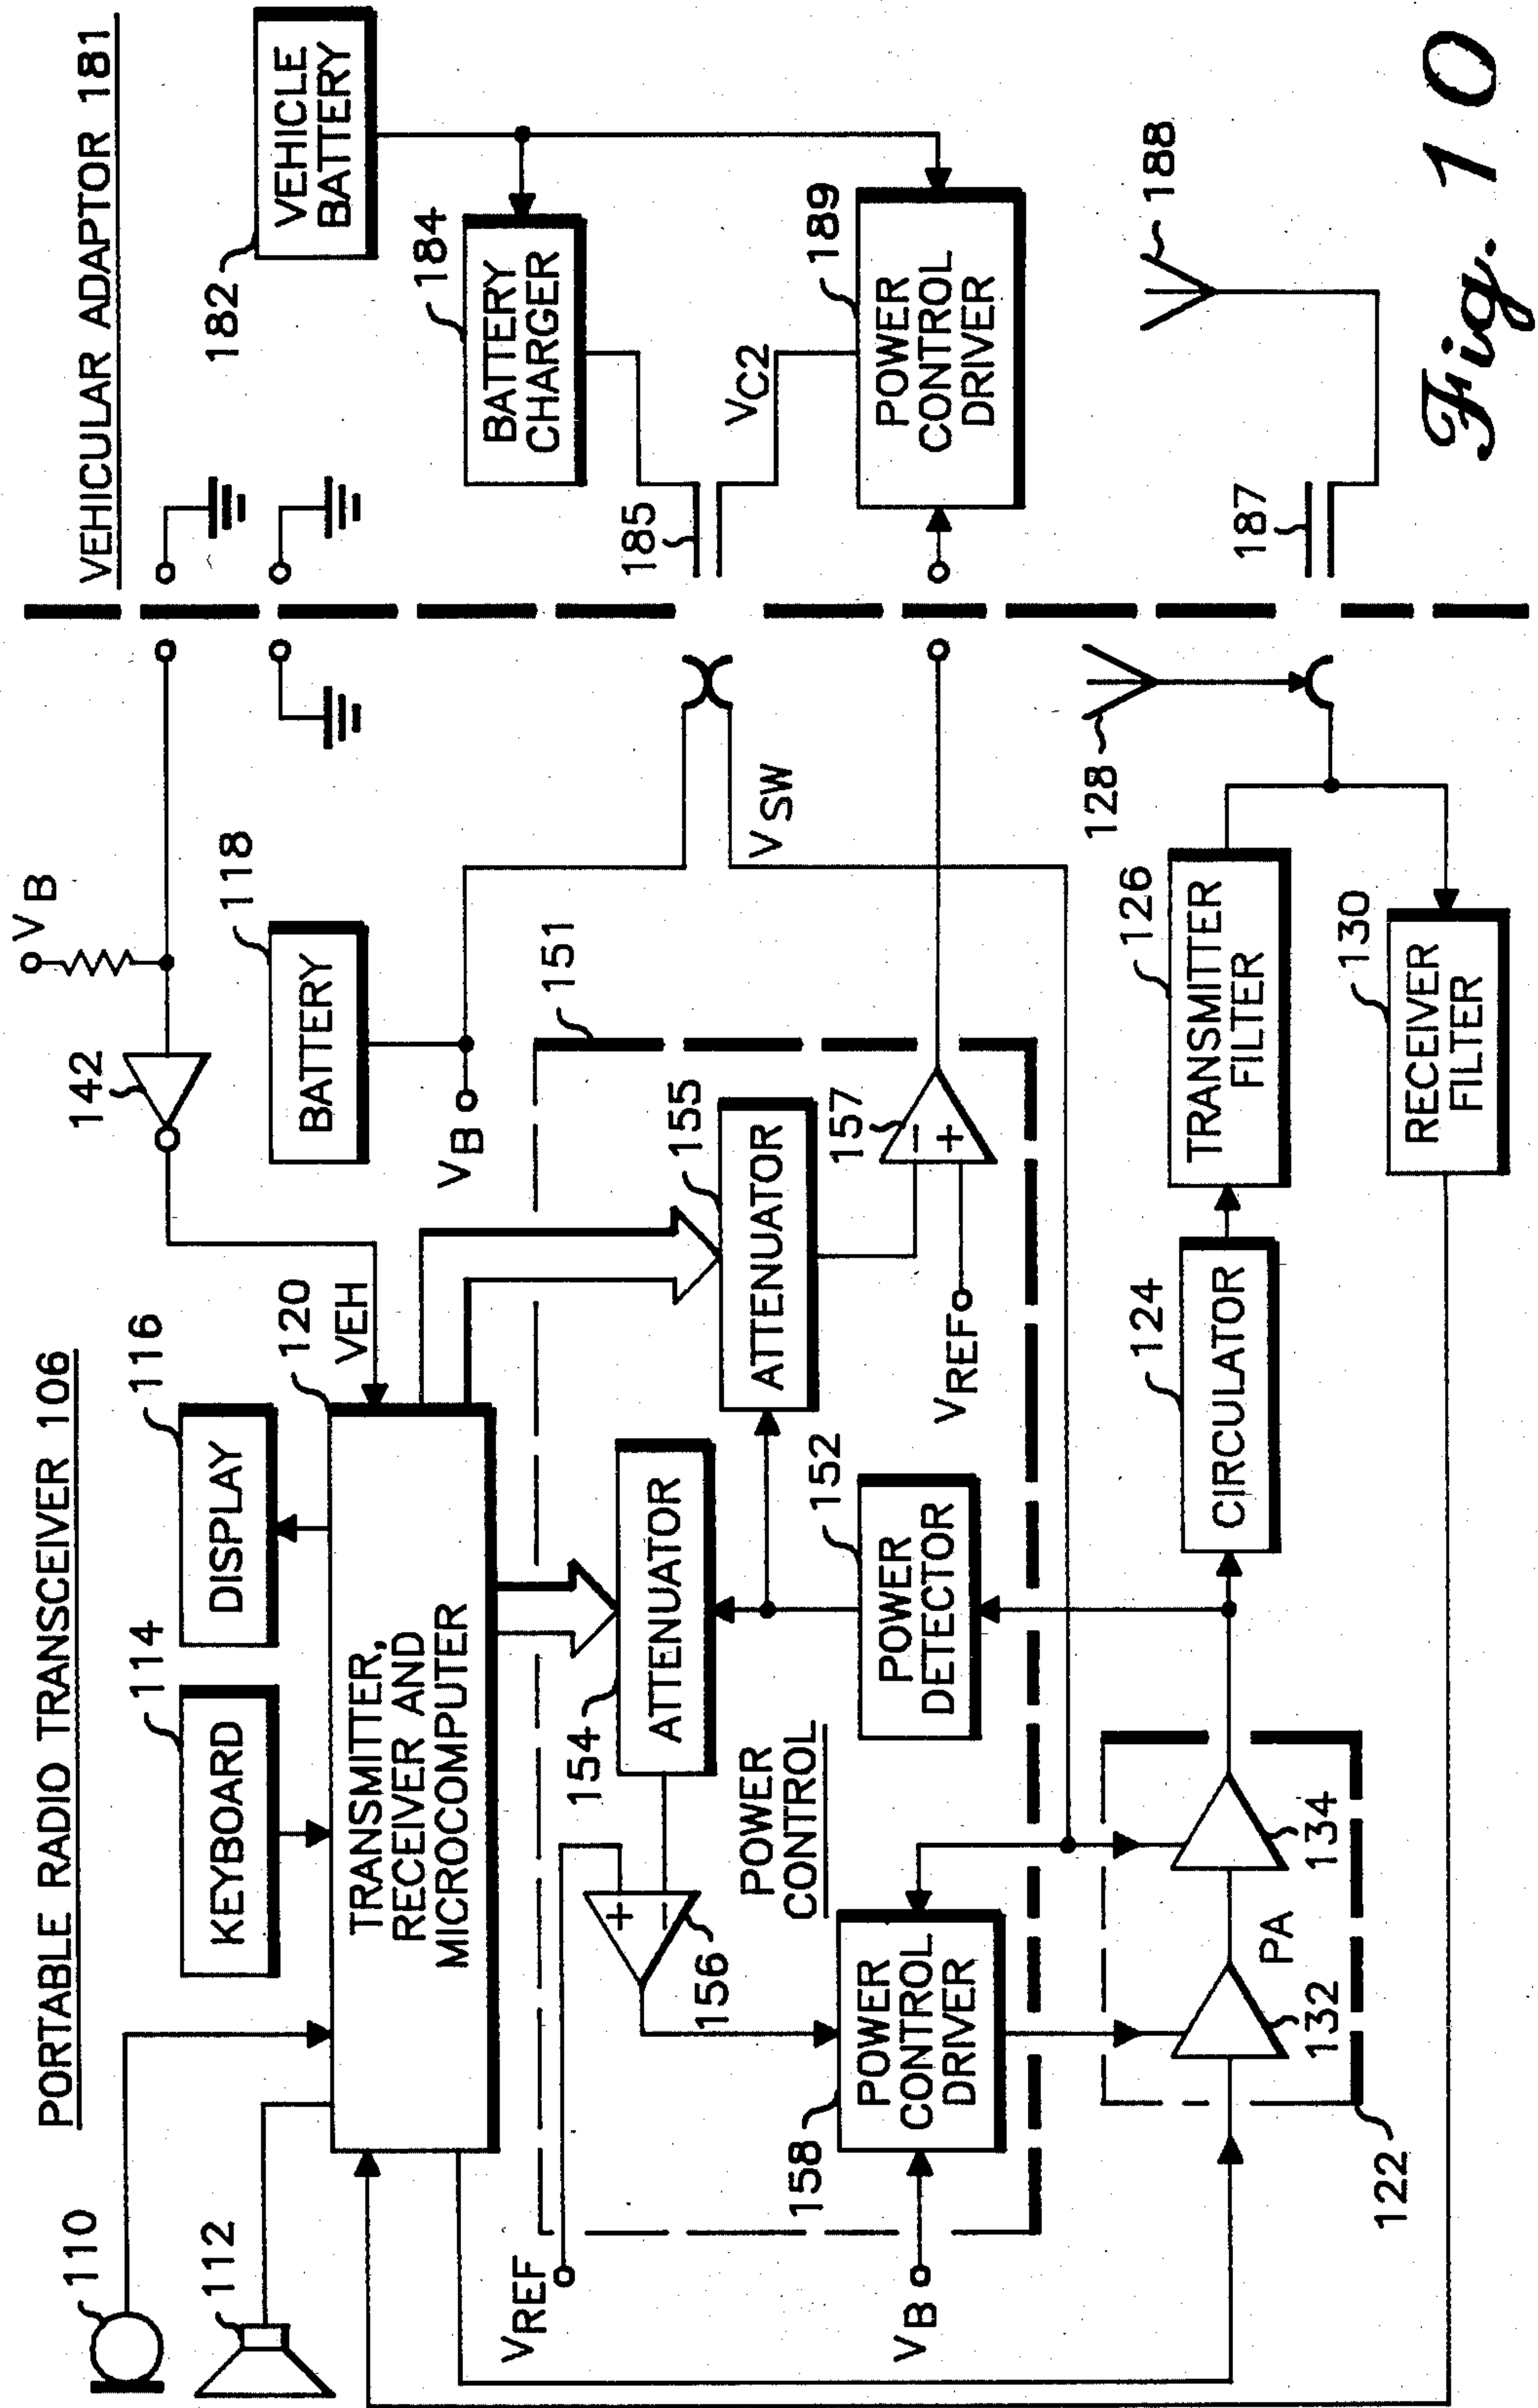 PORTABLE RADIO TRANSCEIVER 106
VEHICULAR ADAPTOR 181
110
112
114
KEYBOARD
116
DISPLAY
120
TRANSMITTER,
RECEIVER AND
MICROCOMPUTER
VEH
142
VB
118
BATTERY
VB
182
VEHICLE
BATTERY
184
BATTERY
CHARGER
185
VC2
189
POWER
CONTROL
DRIVER
VSW
151
VREF
154
ATTENUATOR
155
ATTENUATOR
+
−
156
POWER
CONTROL
152
POWER
DETECTOR
157
−
+
VREF
158
POWER
CONTROL
DRIVER
VB
PA
132
134
122
124
CIRCULATOR
126
TRANSMITTER
FILTER
128
130
RECEIVER
FILTER
187
188
Fig. 10